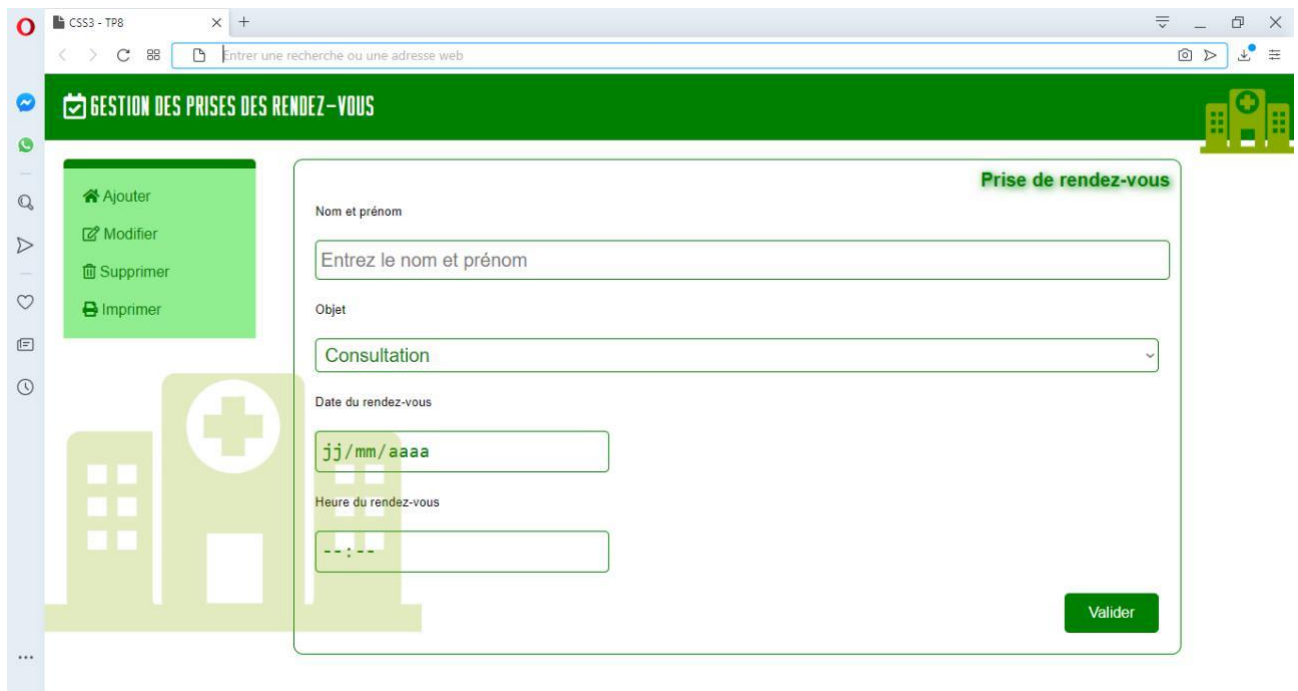 CSS3 - TP8
Entrer une recherche ou une adresse web
GESTION DES PRISES DES RENDEZ-VOUS
Ajouter
Modifier
Supprimer
Imprimer
Prise de rendez-vous
Nom et prénom
Entrez le nom et prénom
Objet
Consultation
Date du rendez-vous
jj/mm/aaaa
Heure du rendez-vous
--:--
Valider